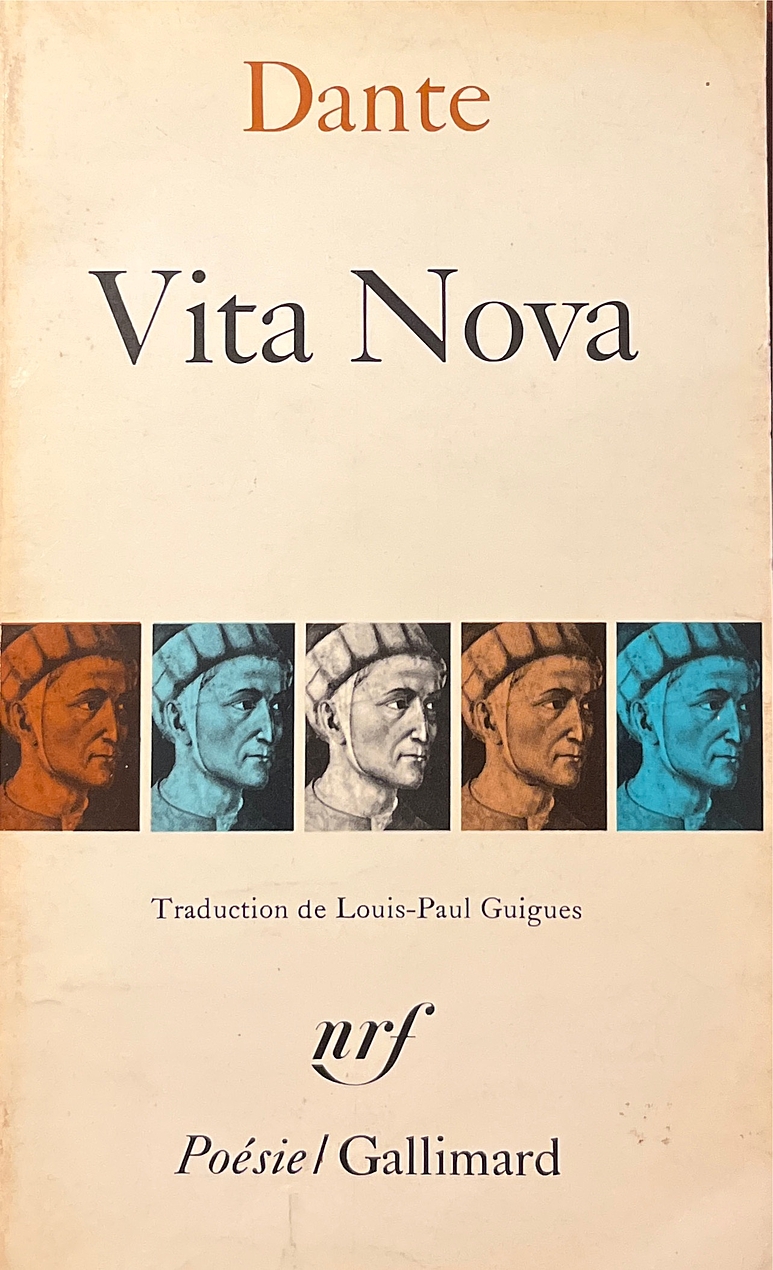 Dante
Vita Nova
Traduction de Louis-Paul Guigues
nrf
Poésie / Gallimard